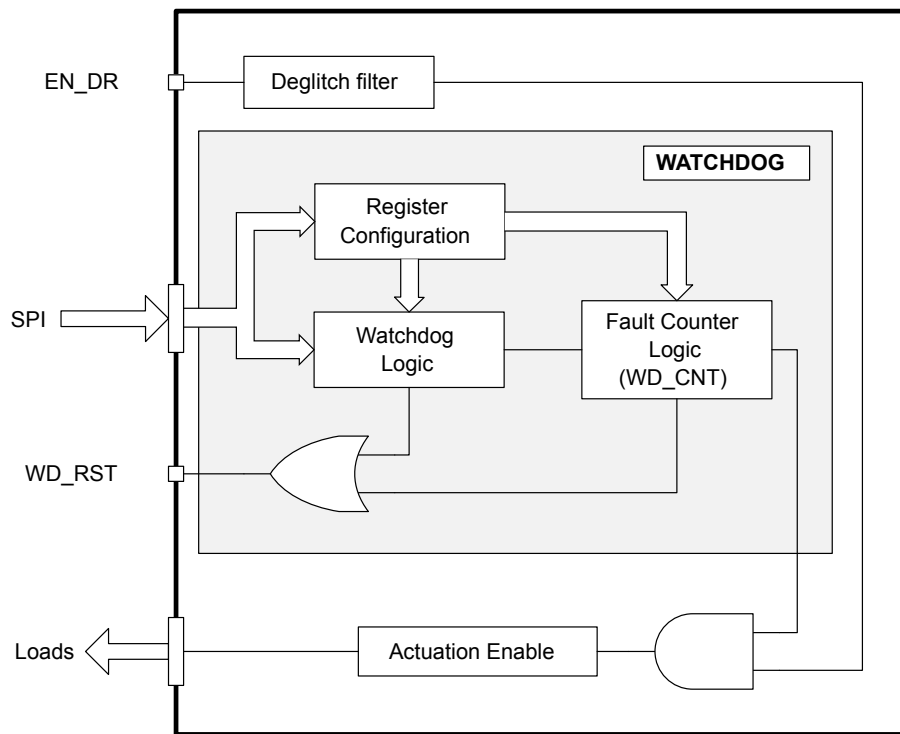 EN_DR
Deglitch filter
WATCHDOG
Register
Configuration
SPI
Watchdog
Logic
Fault Counter
Logic
(WD_CNT)
WD_RST
Loads
Actuation Enable